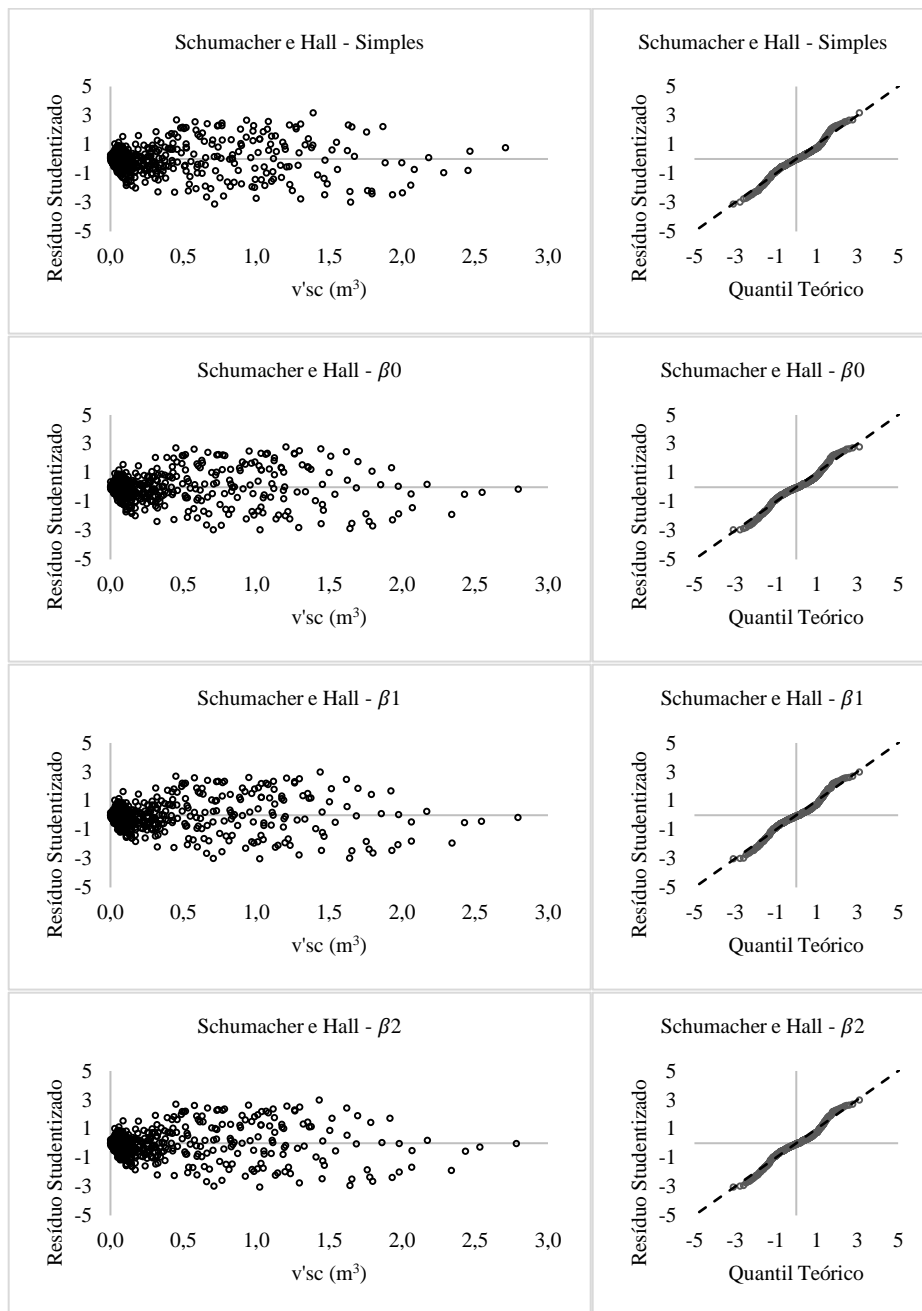 Schumacher e Hall - Simples
5
3
1
-1
-3
-5
0,0 0,5 1,0 1,5 2,0 2,5 3,0
Resíduo Studentizado
v'sc (m³)
Schumacher e Hall - Simples
5
3
1
-1
-3
-5
-5 -3 -1 1 3 5
Resíduo Studentizado
Quantil Teórico
Schumacher e Hall - β0
5
3
1
-1
-3
-5
0,0 0,5 1,0 1,5 2,0 2,5 3,0
Resíduo Studentizado
v'sc (m³)
Schumacher e Hall - β0
5
3
1
-1
-3
-5
-5 -3 -1 1 3 5
Resíduo Studentizado
Quantil Teórico
Schumacher e Hall - β1
5
3
1
-1
-3
-5
0,0 0,5 1,0 1,5 2,0 2,5 3,0
Resíduo Studentizado
v'sc (m³)
Schumacher e Hall - β1
5
3
1
-1
-3
-5
-5 -3 -1 1 3 5
Resíduo Studentizado
Quantil Teórico
Schumacher e Hall - β2
5
3
1
-1
-3
-5
0,0 0,5 1,0 1,5 2,0 2,5 3,0
Resíduo Studentizado
v'sc (m³)
Schumacher e Hall - β2
5
3
1
-1
-3
-5
-5 -3 -1 1 3 5
Resíduo Studentizado
Quantil Teórico